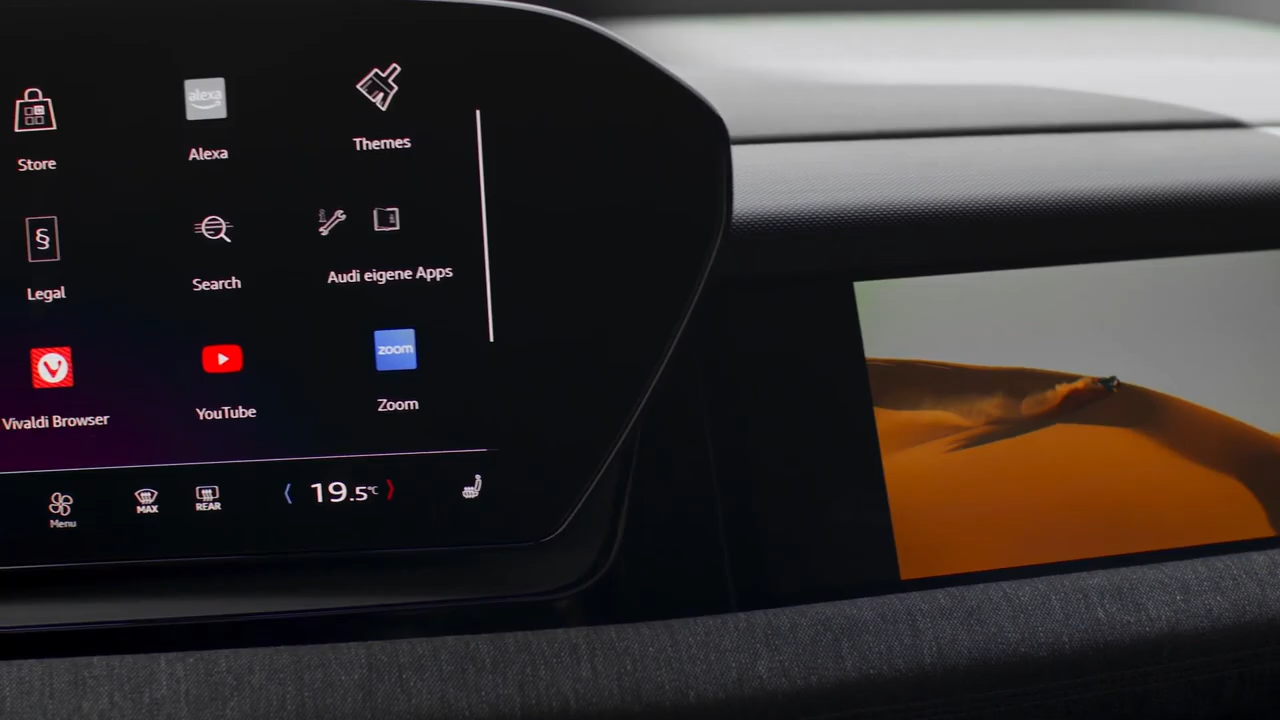 alexa
Store
Alexa
Themes
Legal
Search
Audi eigene Apps
zoom
Vivaldi Browser
YouTube
Zoom
Menu
MAX
REAR
19.5°C